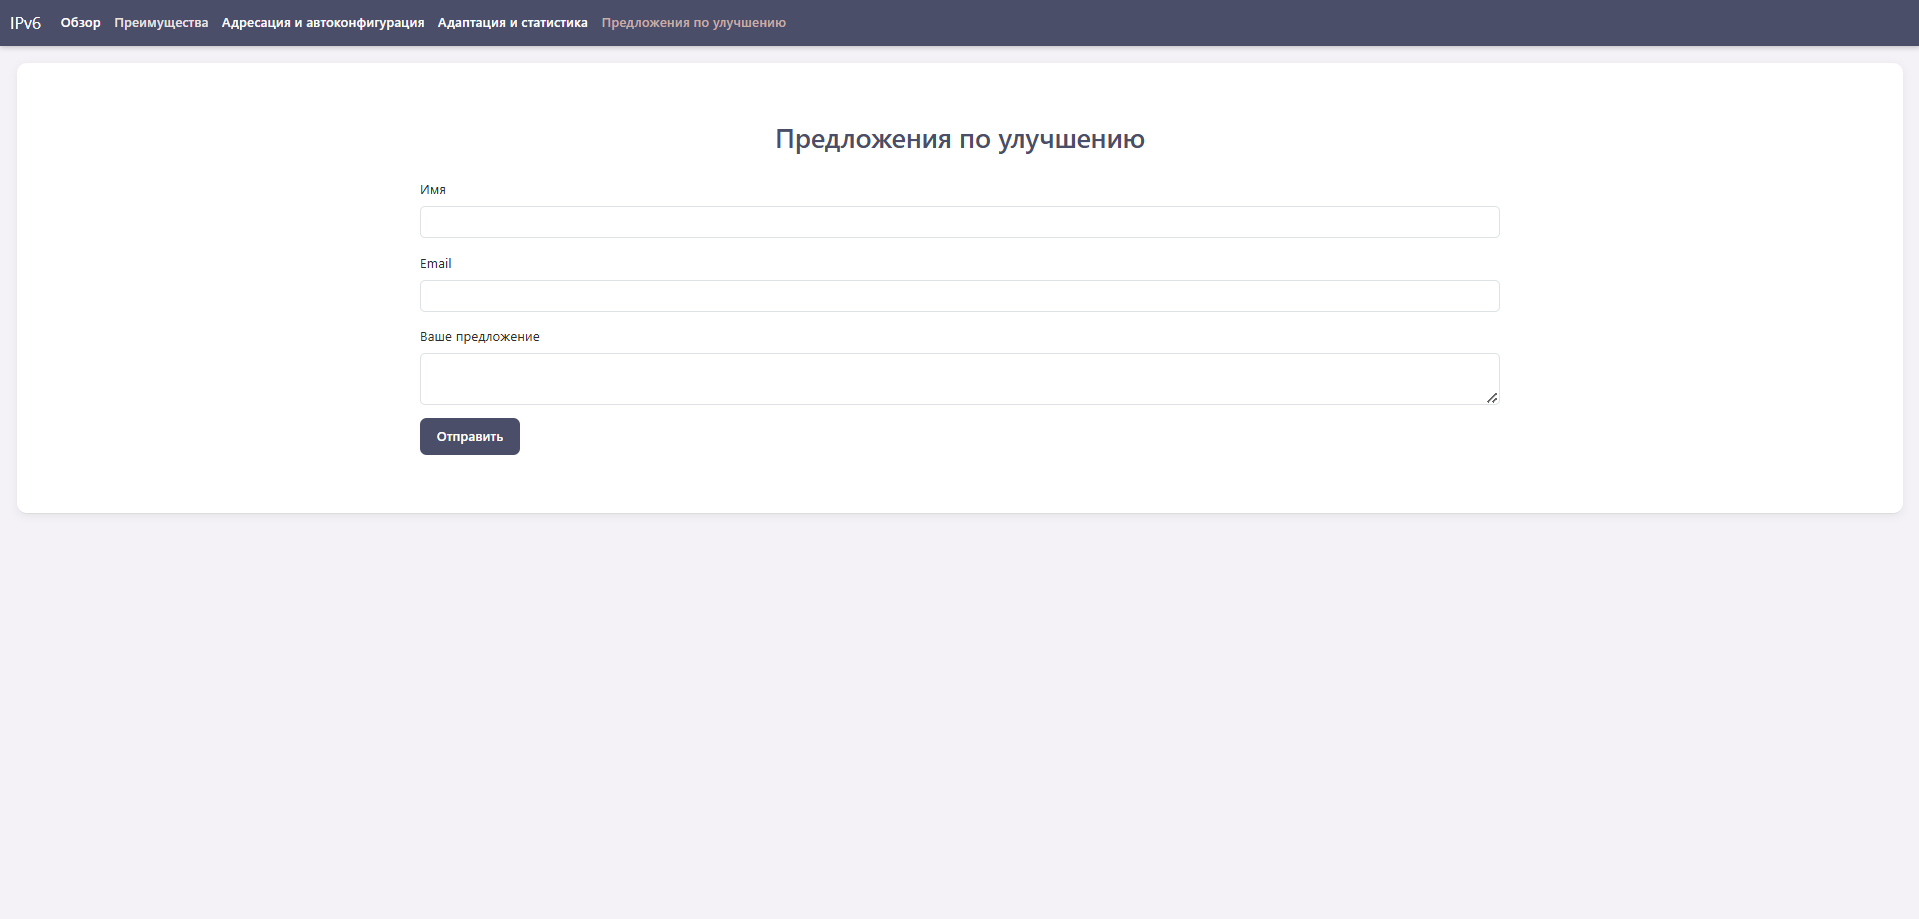 IPv6 Обзор Преимущества Адресация и автоконфигурация Адаптация и статистика Предложения по улучшению
Предложения по улучшению
Имя
Email
Ваше предложение
Отправить